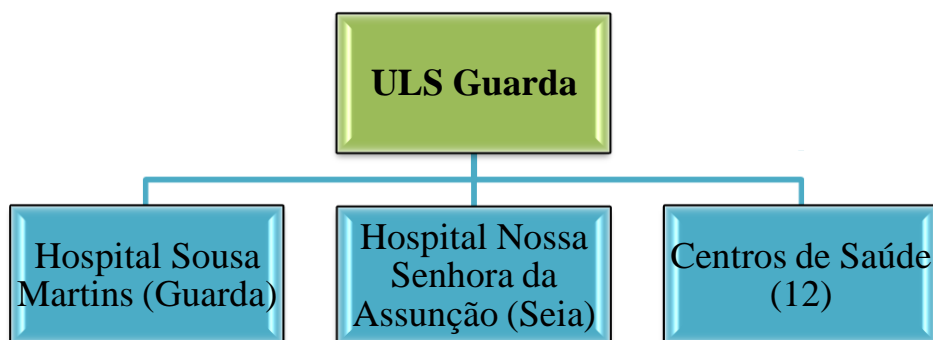 ULS Guarda
Hospital Sousa
Martins (Guarda)
Hospital Nossa
Senhora da
Assunção (Seia)
Centros de Saúde
(12)